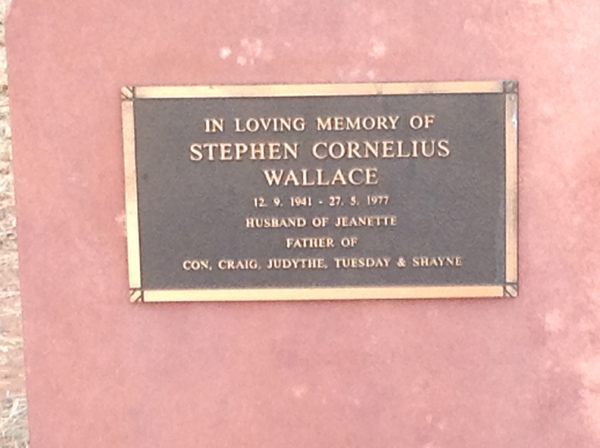 IN LOVING MEMORY OF
STEPHEN CORNELIUS
WALLACE
12. 9. 1941 - 27. 5. 1977
HUSBAND OF JEANETTE
FATHER OF
CON, CRAIG, JUDYTHE, TUESDAY & SHAYNE